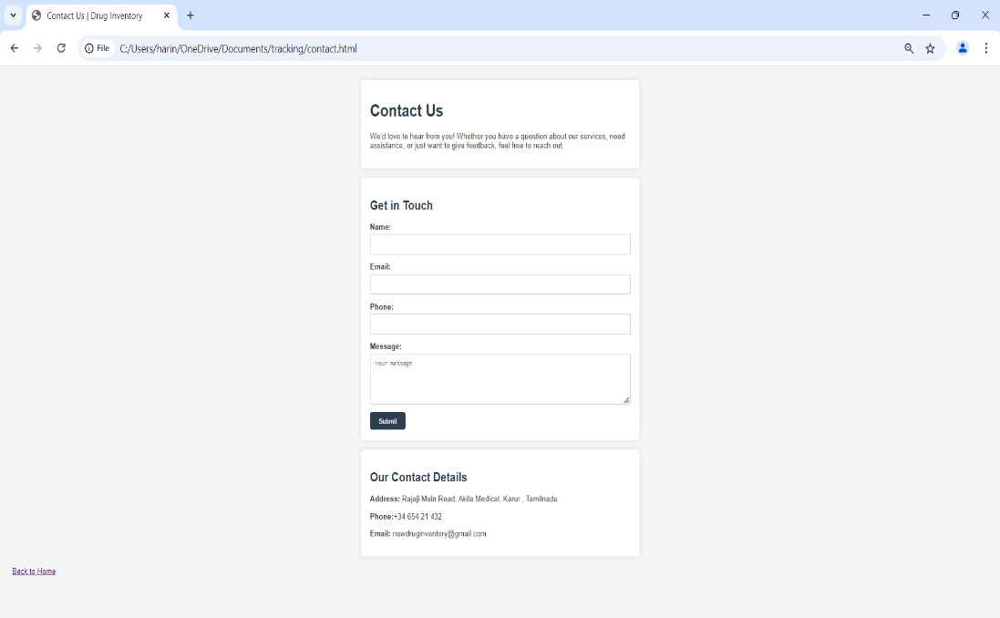 Contact Us | Drug Inventory
File
C:/Users/harin/OneDrive/Documents/tracking/contact.html
Contact Us
We'd love to hear from you! Whether you have a question about our services, need
assistance, or just want to give feedback, feel free to reach out.
Get in Touch
Name:
Email:
Phone:
Message:
Your message
Submit
Our Contact Details
Address: Rajaji Main Road, Akila Medical, Karur , Tamilnadu
Phone:+34 654 21 432
Email: newdruginventory@gmail.com
Back to Home